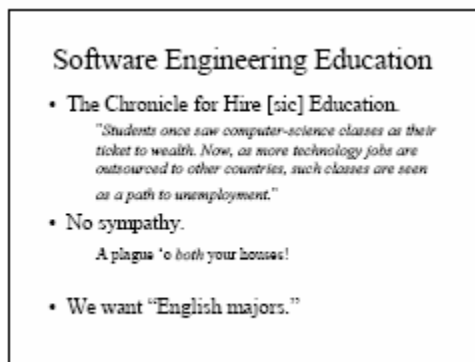 Software Engineering Education
• The Chronicle for Hire [sic] Education.
"Students once saw computer-science classes as their
ticket to wealth. Now, as more technology jobs are
outsourced to other countries, such classes are seen
as a path to unemployment."
• No sympathy.
A plague ‘o both your houses!
• We want “English majors.”